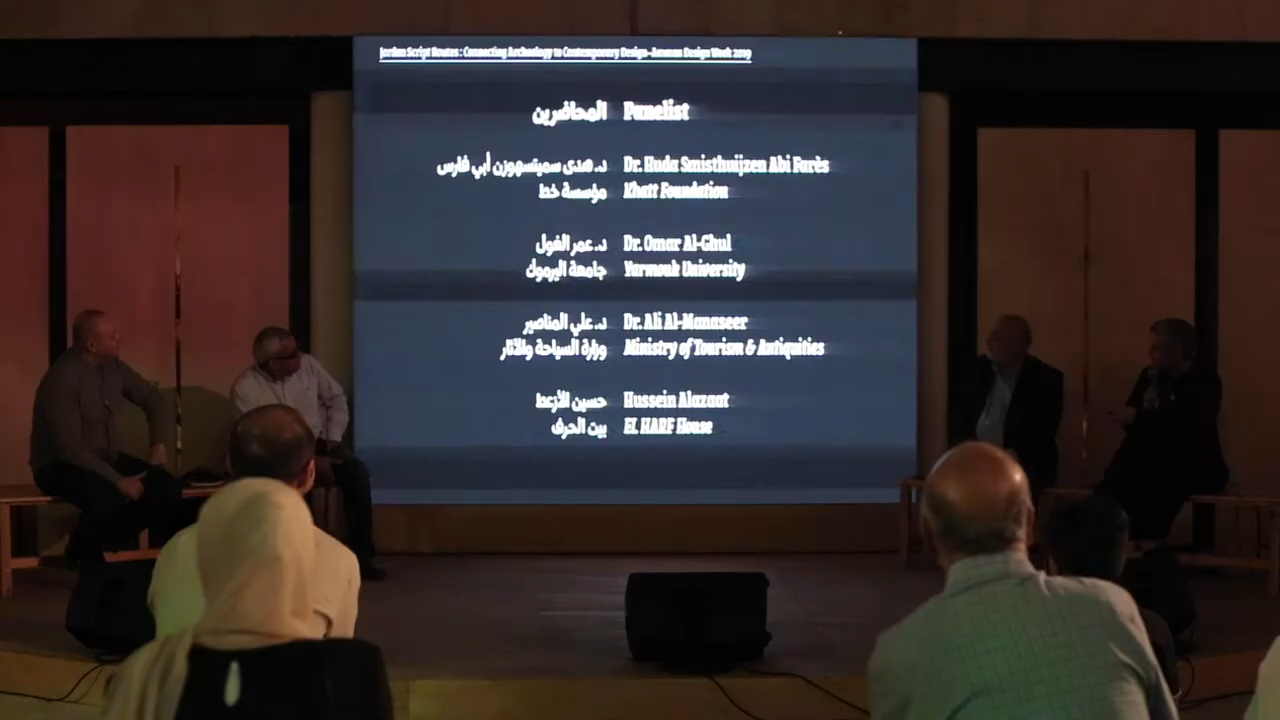 Jordan Script Routes : Connecting Archeology to Contemporary Design-Amman Design Week 2019
المحاضرين Panelist
د. هدى سميتسهوزن أبي فارس Dr. Huda Smisthuijzen Abi Farès
مؤسسة خط Khatt Foundation
د. عمر الغول Dr. Omar Al-Ghul
جامعة اليرموك Yarmouk University
د. علي المناصير Dr. Ali Al-Manaseer
وزارة السياحة والآثار Ministry of Tourism & Antiquities
حسين الأزعط Hussein Alazaat
بيت الحرف EL HARF House